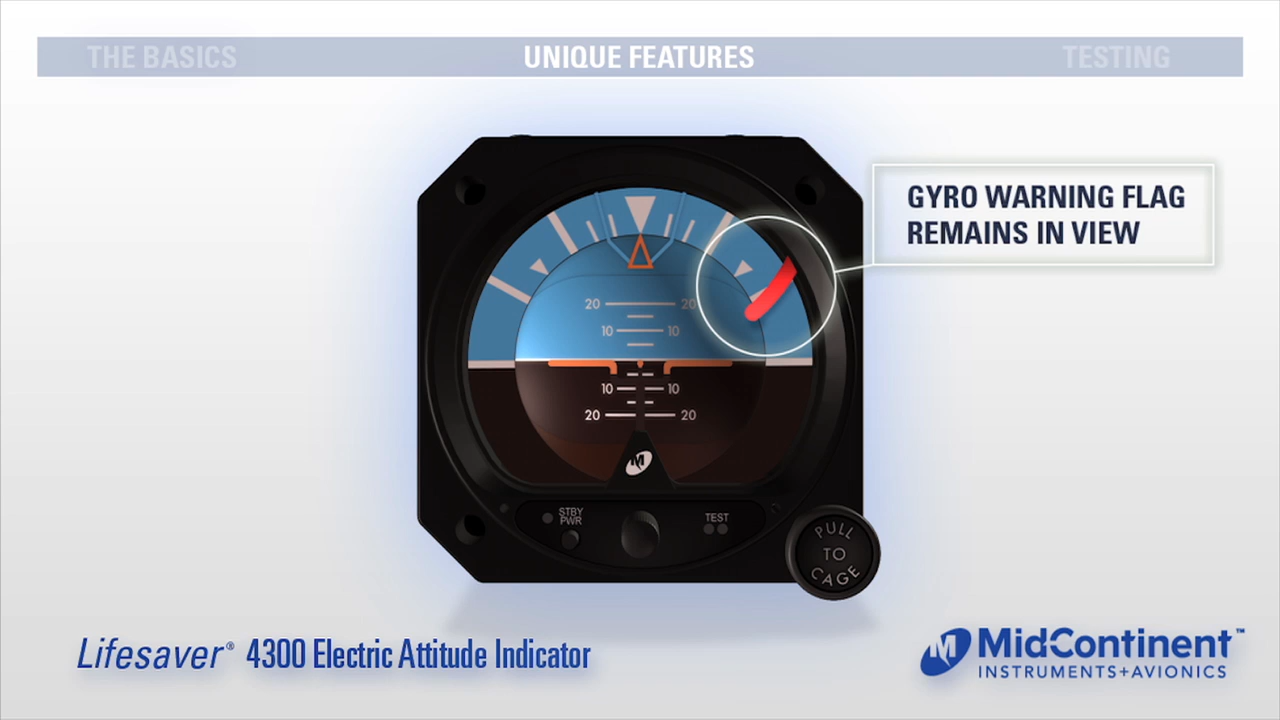 THE BASICS
UNIQUE FEATURES
TESTING
GYRO WARNING FLAG
REMAINS IN VIEW
20 20
10 10
10 10
20 20
M
STBY
PWR
TEST
PULL
TO
CAGE
Lifesaver® 4300 Electric Attitude Indicator
M MidContinent™
INSTRUMENTS+AVIONICS